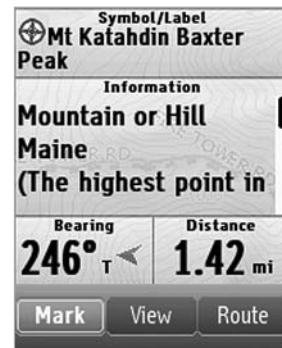 Symbol/Label
Mt Katahdin Baxter
Peak
Information
Mountain or Hill
Maine
(The highest point in
Bearing
246° T
Distance
1.42 mi
Mark
View
Route